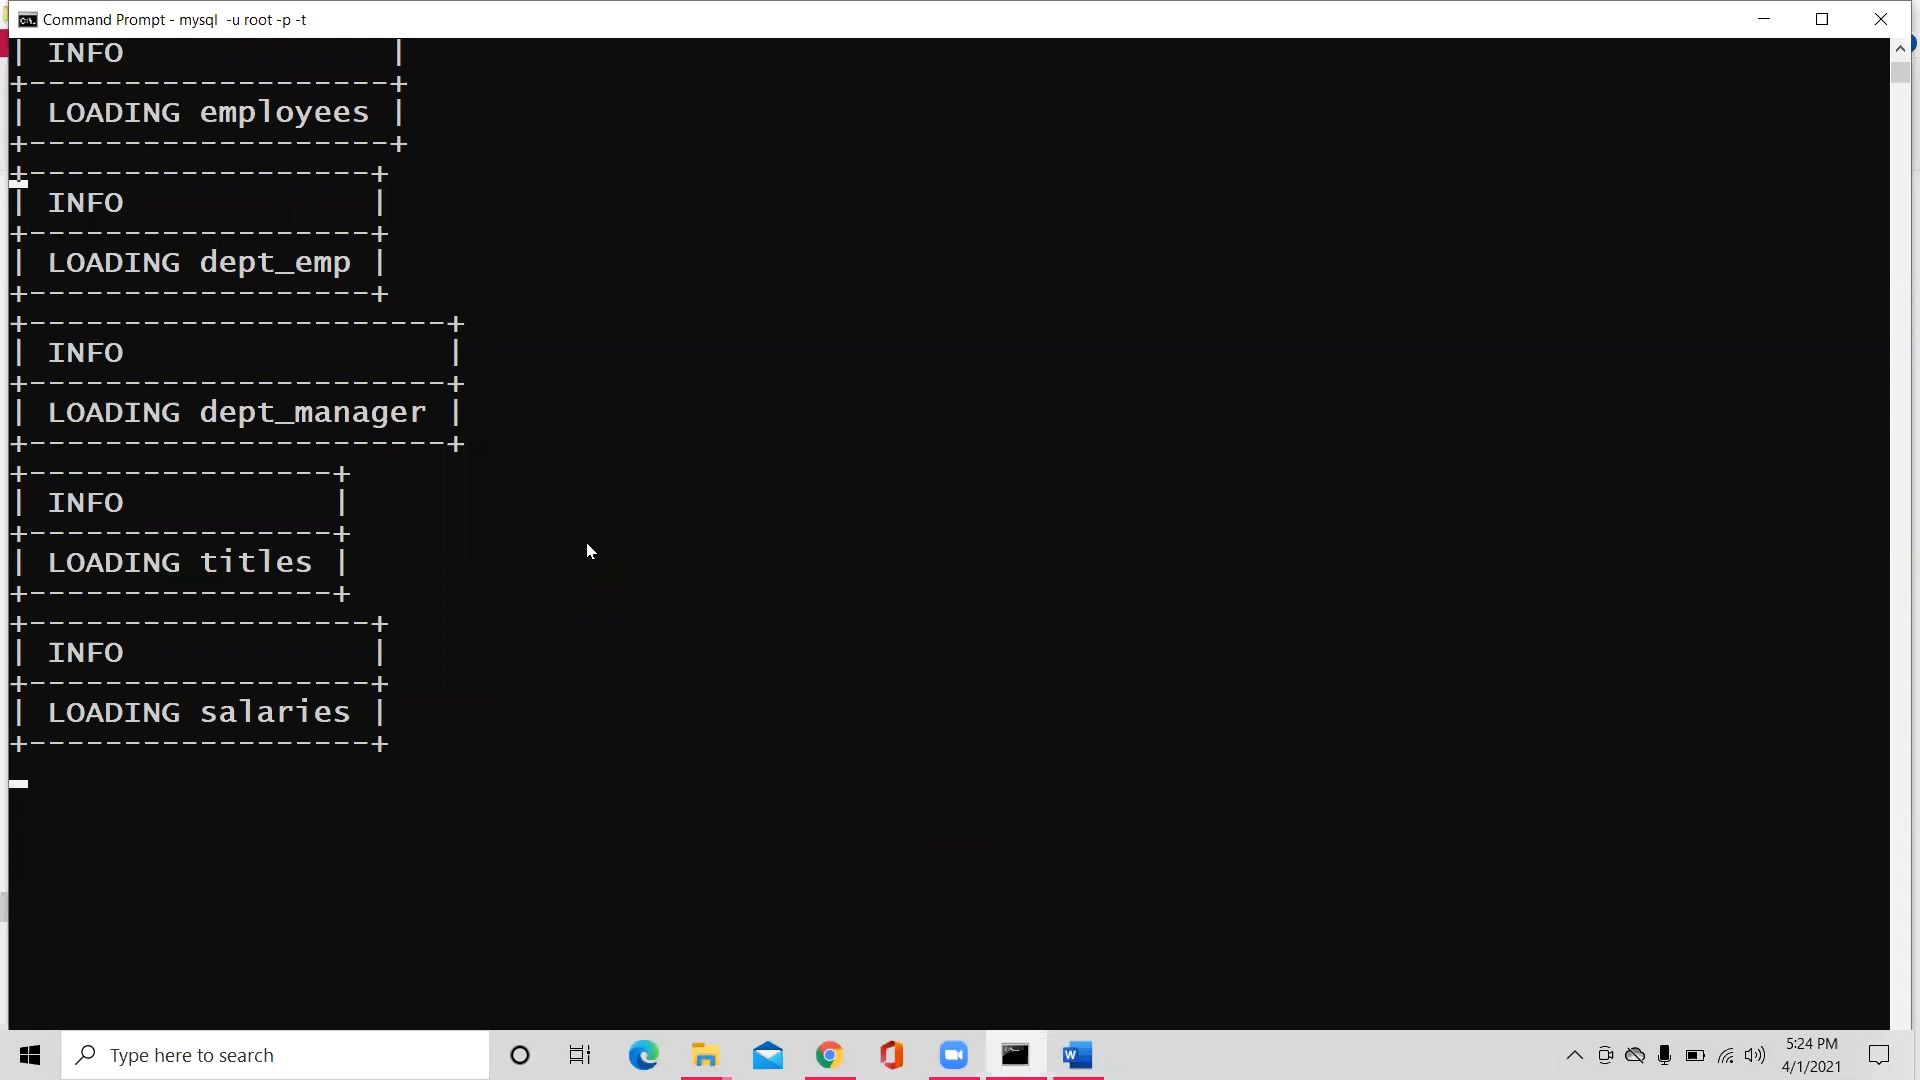 Command Prompt - mysql  -u root -p -t
| INFO              |
+-------------------+
| LOADING employees |
+-------------------+
+------------------+
| INFO             |
+------------------+
| LOADING dept_emp |
+------------------+
+----------------------+
| INFO                 |
+----------------------+
| LOADING dept_manager |
+----------------------+
+----------------+
| INFO           |
+----------------+
| LOADING titles |
+----------------+
+------------------+
| INFO             |
+------------------+
| LOADING salaries |
+------------------+
Type here to search
5:24 PM
4/1/2021